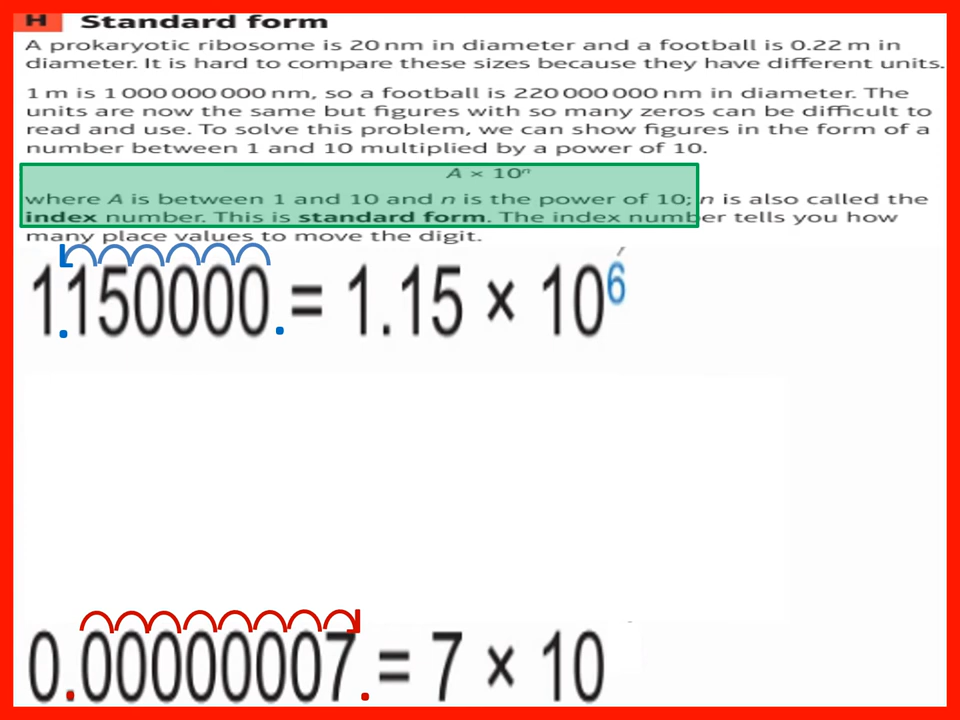 H Standard form
A prokaryotic ribosome is 20 nm in diameter and a football is 0.22 m in
diameter. It is hard to compare these sizes because they have different units.
1 m is 1 000 000 000 nm, so a football is 220 000 000 nm in diameter. The
units are now the same but figures with so many zeros can be difficult to
read and use. To solve this problem, we can show figures in the form of a
number between 1 and 10 multiplied by a power of 10.
A × 10ⁿ
where A is between 1 and 10 and n is the power of 10; n is also called the
index number. This is standard form. The index number tells you how
many place values to move the digit.
1.150000. = 1.15 × 10⁶
0.00000007. = 7 × 10